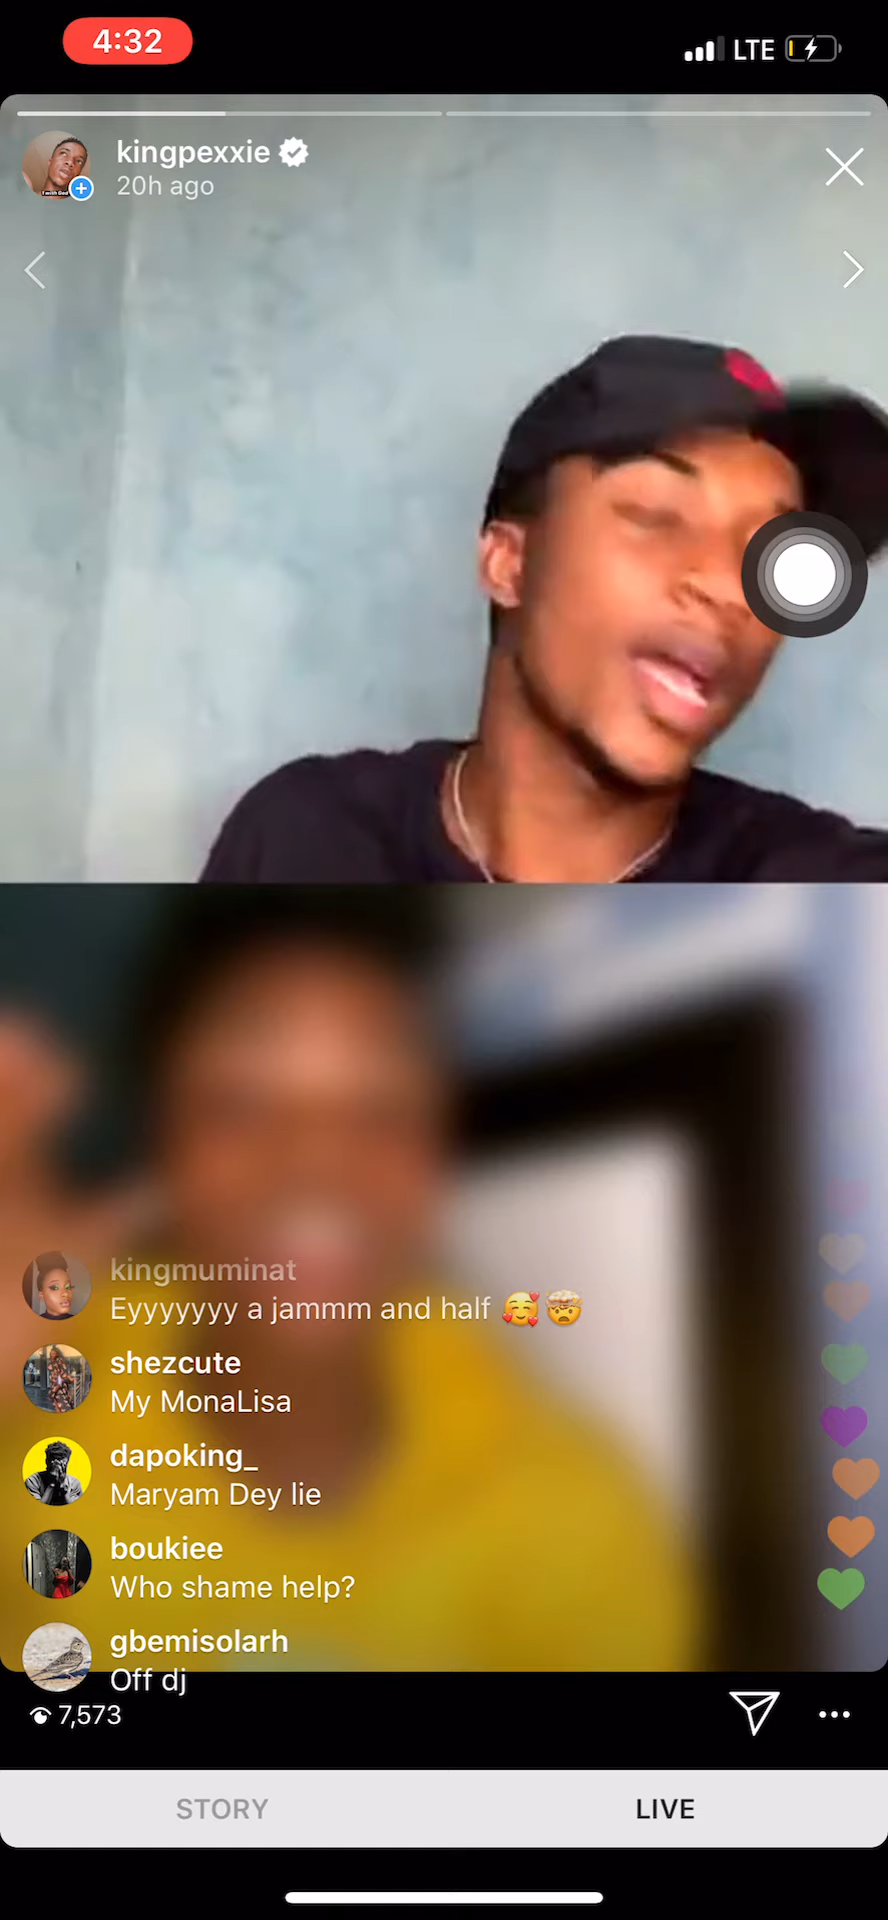 4:32
LTE
kingpexxie
20h ago
kingmuminat
Eyyyyyyy a jammm and half 🥰🤯
shezcute
My MonaLisa
dapoking_
Maryam Dey lie
boukiee
Who shame help?
gbemisolarh
Off dj
7,573
STORY
LIVE